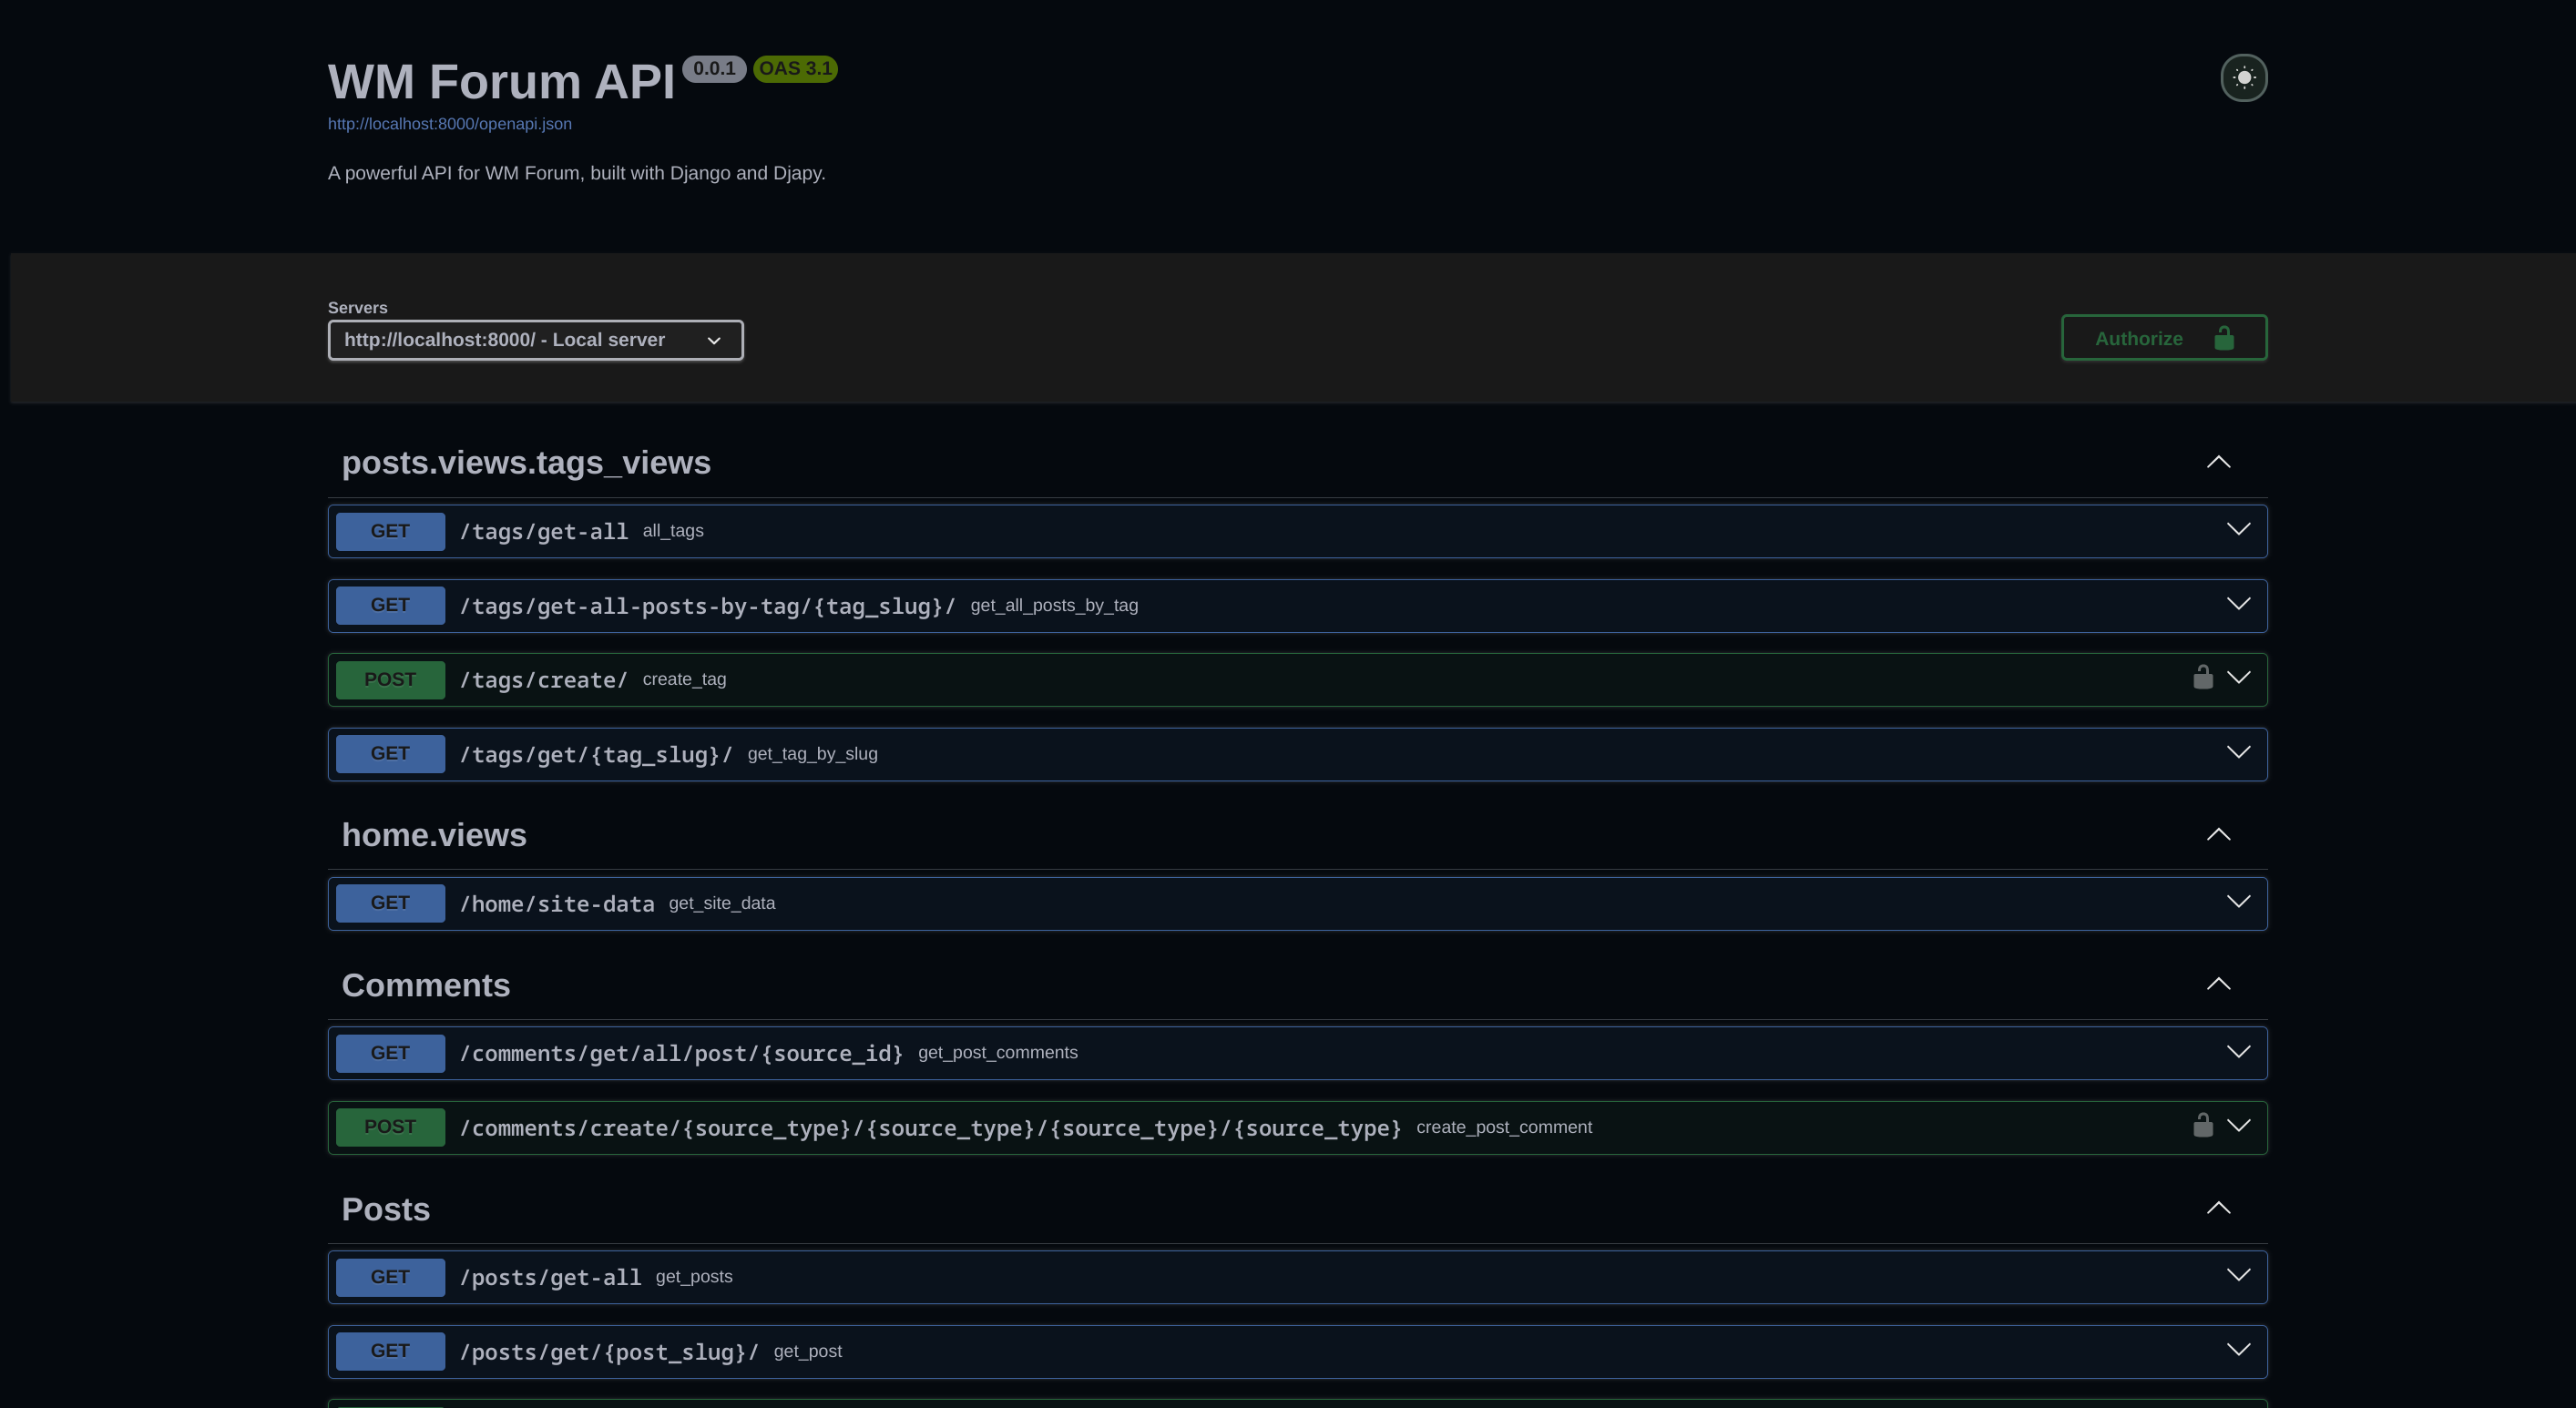 WM Forum API 0.0.1 OAS 3.1
http://localhost:8000/openapi.json
A powerful API for WM Forum, built with Django and Djapy.
Servers
http://localhost:8000/ - Local server
Authorize
posts.views.tags_views
GET /tags/get-all all_tags
GET /tags/get-all-posts-by-tag/{tag_slug}/ get_all_posts_by_tag
POST /tags/create/ create_tag
GET /tags/get/{tag_slug}/ get_tag_by_slug
home.views
GET /home/site-data get_site_data
Comments
GET /comments/get/all/post/{source_id} get_post_comments
POST /comments/create/{source_type}/{source_type}/{source_type}/{source_type} create_post_comment
Posts
GET /posts/get-all get_posts
GET /posts/get/{post_slug}/ get_post